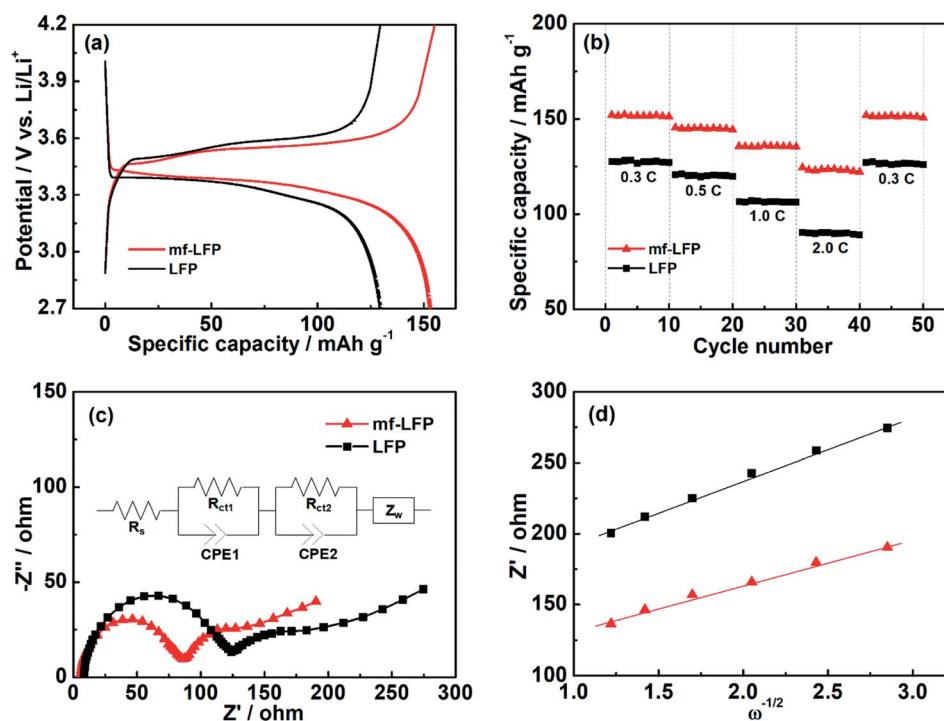 (a)
Potential / V vs. Li/Li⁺
4.2
3.9
3.6
3.3
3.0
2.7
mf-LFP
LFP
0 50 100 150
Specific capacity / mAh g⁻¹
(b)
Specific capacity / mAh g⁻¹
200
150
100
50
0.3 C
0.5 C
1.0 C
2.0 C
0.3 C
mf-LFP
LFP
0 10 20 30 40 50
Cycle number
(c)
-Z'' / ohm
150
100
50
0
mf-LFP
LFP
Rs
Rct1
CPE1
Rct2
CPE2
Zw
0 50 100 150 200 250 300
Z' / ohm
(d)
Z' / ohm
300
250
200
150
100
1.0 1.5 2.0 2.5 3.0
ω⁻¹/²